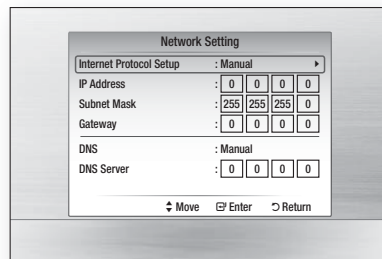 Network Setting
Internet Protocol Setup : Manual
IP Address : 0 0 0 0
Subnet Mask : 255 255 255 0
Gateway : 0 0 0 0
DNS : Manual
DNS Server : 0 0 0 0
Move Enter Return